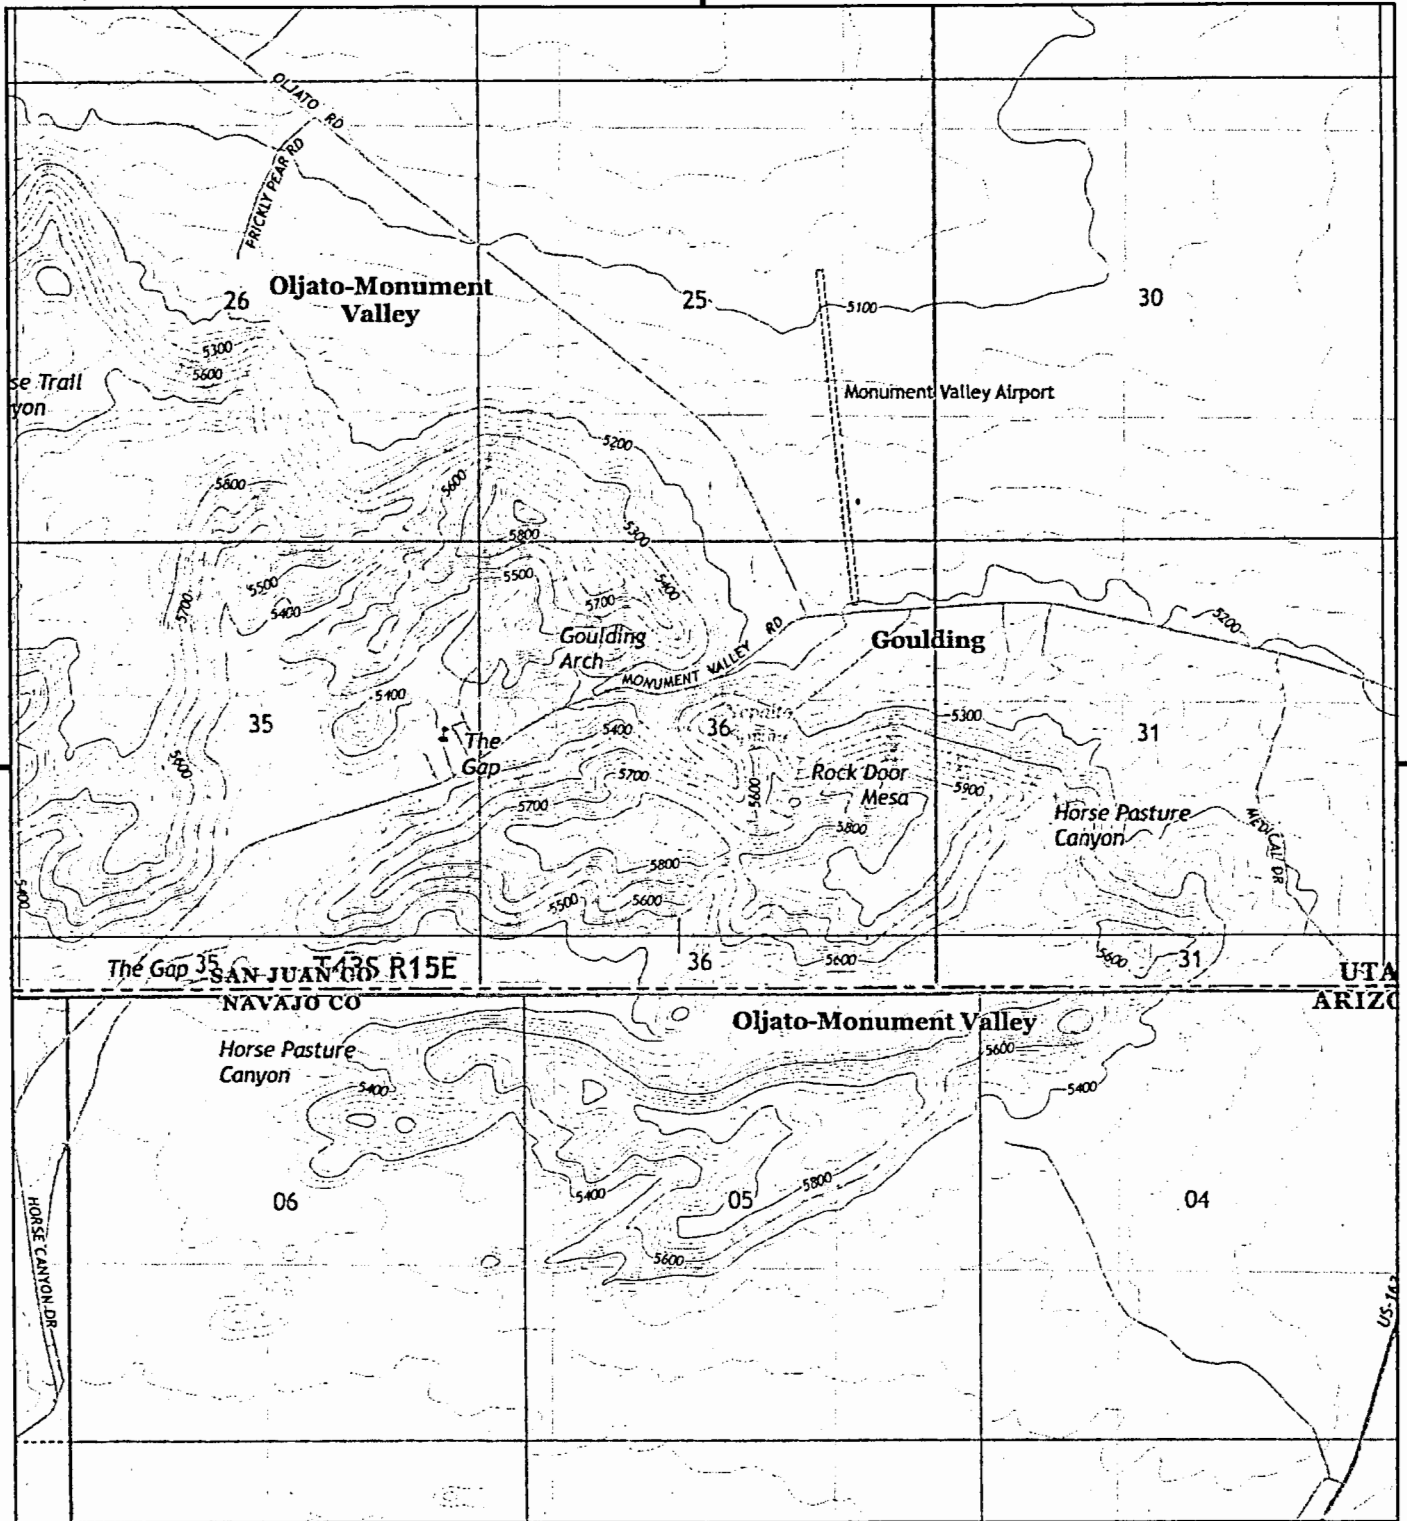 OLJATO RD
PRICKLY PEAR RD
Oljato-Monument
Valley
26
25
30
5100
5300
5600
se Trail
yon
Monument Valley Airport
5200
5600
5800
5800
5300
5500
5500
5400
5700
5400
5700
5200
Goulding
Arch
MONUMENT VALLEY RD
Goulding
5400
35
36
5300
31
The
Gap
5400
5600
5700
5700
5600
Rock Door
Mesa
5900
5800
Horse Pasture
Canyon
MEDICAL DR
5400
5800
5500
5600
5600
5600
The Gap 35
T43S R15E
36
31
SAN JUAN CO
UTA
NAVAJO CO
ARIZO
Oljato-Monument Valley
Horse Pasture
Canyon
5600
5400
5400
06
5400
05
5800
04
HORSE CANYON DR
5600
US-163